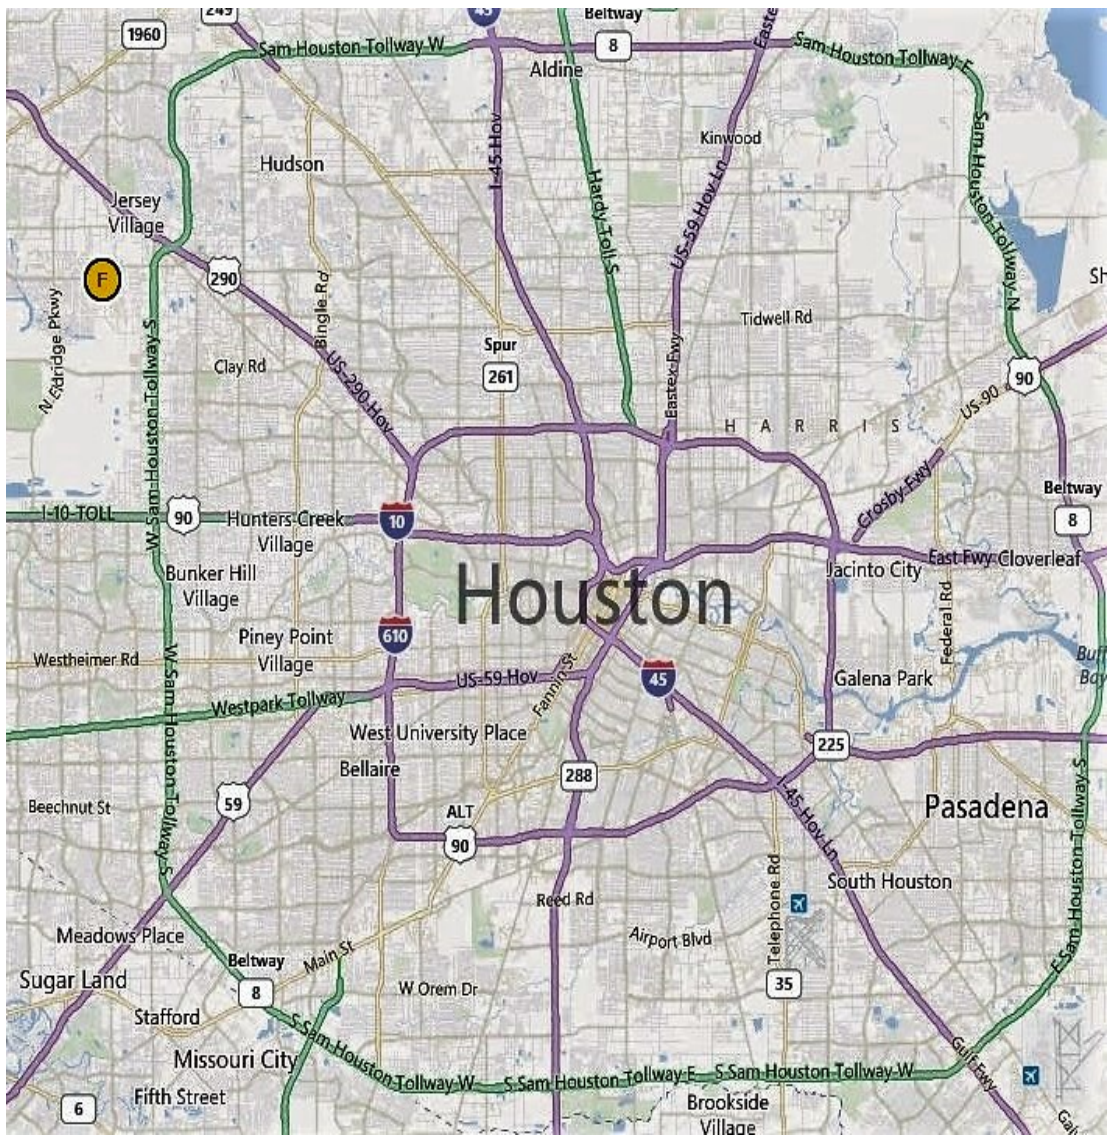 249
45
Beltway
8
1960
Sam Houston Tollway W
Aldine
Sam Houston Tollway E
Kinwood
I-45 Hov
Hudson
Hardy Toll S
US-59 Hov Ln
Sam Houston Tollway N
Jersey
Village
F
290
N Eldridge Pkwy
Bingle Rd
Tidwell Rd
Spur
261
Clay Rd
US-290 Hov
Eastex Fwy
90
US-90
HARRIS
W Sam Houston Tollway S
Crosby Fwy
Beltway
8
I-10-TOLL
90
Hunters Creek
Village
10
East Fwy
Cloverleaf
Jacinto City
Bunker Hill
Village
Houston
Federal Rd
610
Piney Point
Village
Westheimer Rd
US-59 Hov
45
Galena Park
Westpark Tollway
Fannin St
W Sam Houston Tollway S
West University Place
225
Bellaire
288
59
Beechnut St
ALT
90
I-45 Hov Ln
Pasadena
E Sam Houston Tollway S
South Houston
Reed Rd
Telephone Rd
Airport Blvd
Meadows Place
Main St
Beltway
8
Sugar Land
W Orem Dr
35
Stafford
S Sam Houston Tollway W
Missouri City
Gulf Fwy
S Sam Houston Tollway E
S Sam Houston Tollway W
Fifth Street
6
Brookside
Village